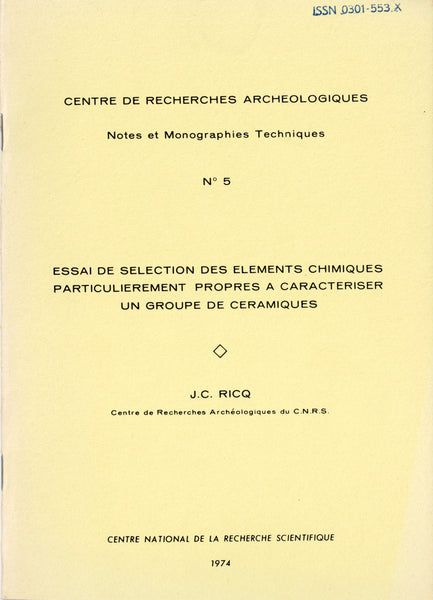 ISSN 0301-553.X
CENTRE DE RECHERCHES ARCHEOLOGIQUES
Notes et Monographies Techniques
N° 5
ESSAI DE SELECTION DES ELEMENTS CHIMIQUES
PARTICULIEREMENT PROPRES A CARACTERISER
UN GROUPE DE CERAMIQUES
J.C. RICQ
Centre de Recherches Archéologiques du C.N.R.S.
CENTRE NATIONAL DE LA RECHERCHE SCIENTIFIQUE
1974